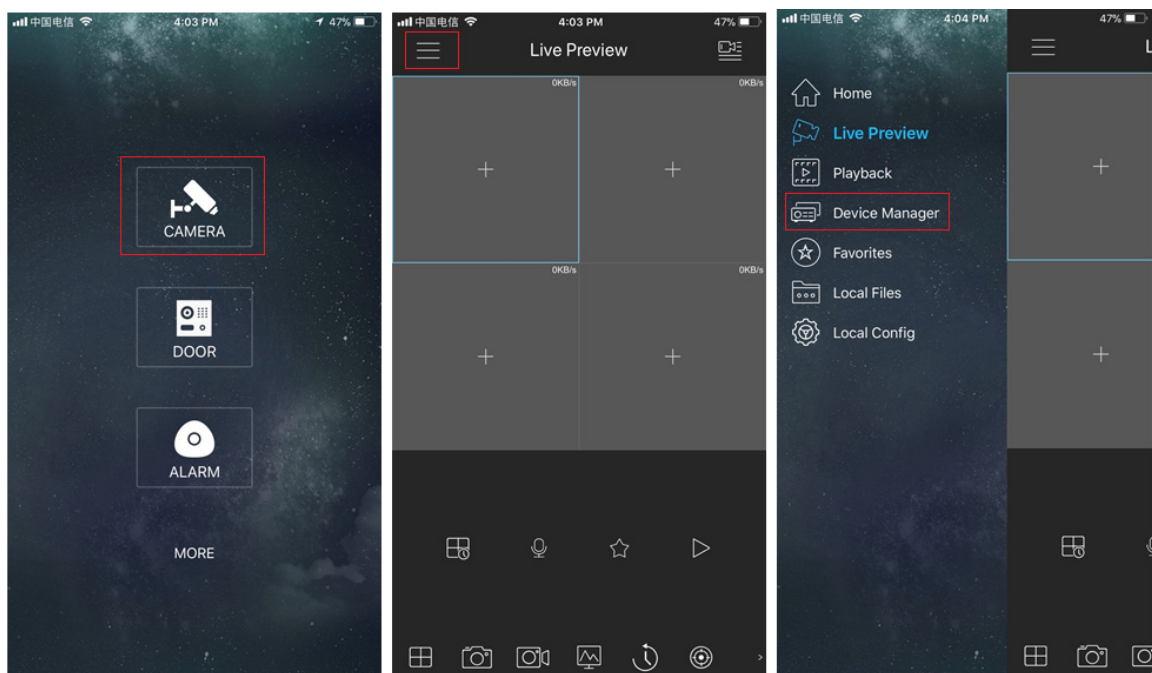 中国电信 4:03 PM 47%
CAMERA
DOOR
ALARM
MORE
中国电信 4:03 PM 47%
Live Preview
0KB/s 0KB/s
0KB/s 0KB/s
中国电信 4:04 PM 47%
Home
Live Preview
Playback
Device Manager
Favorites
Local Files
Local Config
L